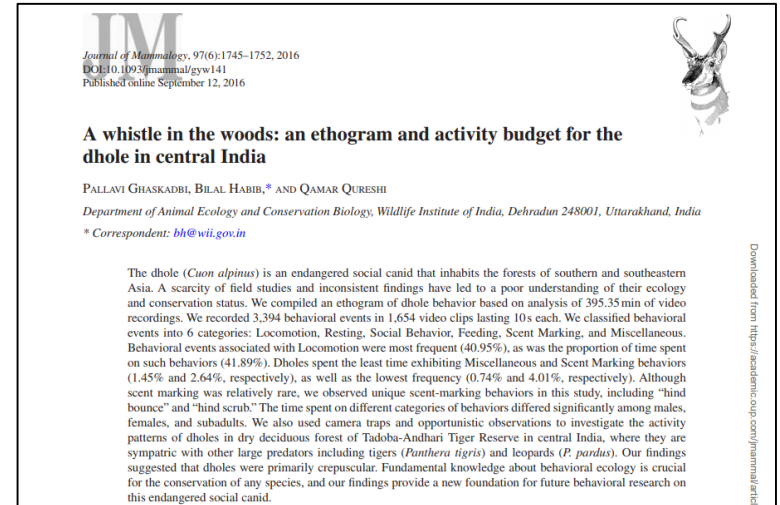 JM
Journal of Mammalogy, 97(6):1745–1752, 2016
DOI:10.1093/jmammal/gyw141
Published online September 12, 2016
A whistle in the woods: an ethogram and activity budget for the
dhole in central India
Pallavi Ghaskadbi, Bilal Habib,* and Qamar Qureshi
Department of Animal Ecology and Conservation Biology, Wildlife Institute of India, Dehradun 248001, Uttarakhand, India
* Correspondent: bh@wii.gov.in
The dhole (Cuon alpinus) is an endangered social canid that inhabits the forests of southern and southeastern
Asia. A scarcity of field studies and inconsistent findings have led to a poor understanding of their ecology
and conservation status. We compiled an ethogram of dhole behavior based on analysis of 395.35 min of video
recordings. We recorded 3,394 behavioral events in 1,654 video clips lasting 10 s each. We classified behavioral
events into 6 categories: Locomotion, Resting, Social Behavior, Feeding, Scent Marking, and Miscellaneous.
Behavioral events associated with Locomotion were most frequent (40.95%), as was the proportion of time spent
on such behaviors (41.89%). Dholes spent the least time exhibiting Miscellaneous and Scent Marking behaviors
(1.45% and 2.64%, respectively), as well as the lowest frequency (0.74% and 4.01%, respectively). Although
scent marking was relatively rare, we observed unique scent-marking behaviors in this study, including “hind
bounce” and “hind scrub.” The time spent on different categories of behaviors differed significantly among males,
females, and subadults. We also used camera traps and opportunistic observations to investigate the activity
patterns of dholes in dry deciduous forest of Tadoba-Andhari Tiger Reserve in central India, where they are
sympatric with other large predators including tigers (Panthera tigris) and leopards (P. pardus). Our findings
suggested that dholes were primarily crepuscular. Fundamental knowledge about behavioral ecology is crucial
for the conservation of any species, and our findings provide a new foundation for future behavioral research on
this endangered social canid.
Downloaded from https://academic.oup.com/jmammal/articl